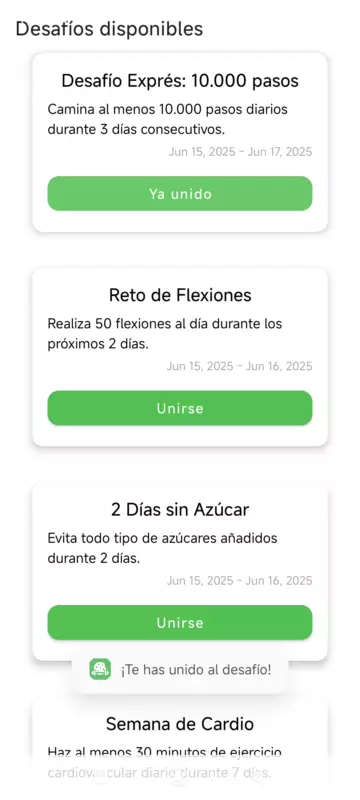 Desafíos disponibles
Desafío Exprés: 10.000 pasos
Camina al menos 10.000 pasos diarios
durante 3 días consecutivos.
Jun 15, 2025 - Jun 17, 2025
Ya unido
Reto de Flexiones
Realiza 50 flexiones al día durante los
próximos 2 días.
Jun 15, 2025 - Jun 16, 2025
Unirse
2 Días sin Azúcar
Evita todo tipo de azúcares añadidos
durante 2 días.
Jun 15, 2025 - Jun 16, 2025
Unirse
¡Te has unido al desafío!
Semana de Cardio
Haz al menos 30 minutos de ejercicio
cardiovascular diario durante 7 días.